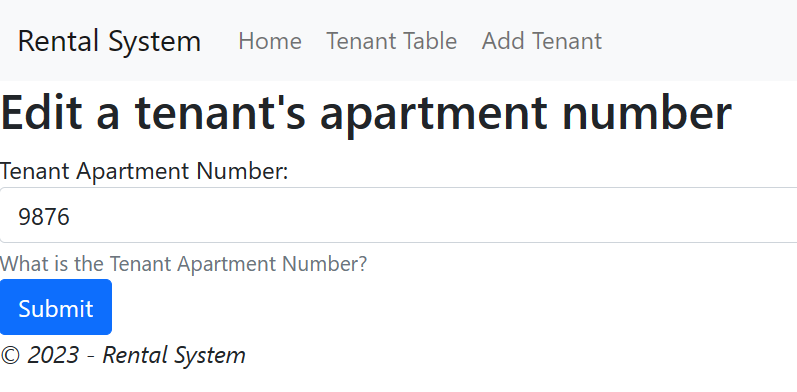 Rental System Home Tenant Table Add Tenant
Edit a tenant's apartment number
Tenant Apartment Number:
9876
What is the Tenant Apartment Number?
Submit
© 2023 - Rental System